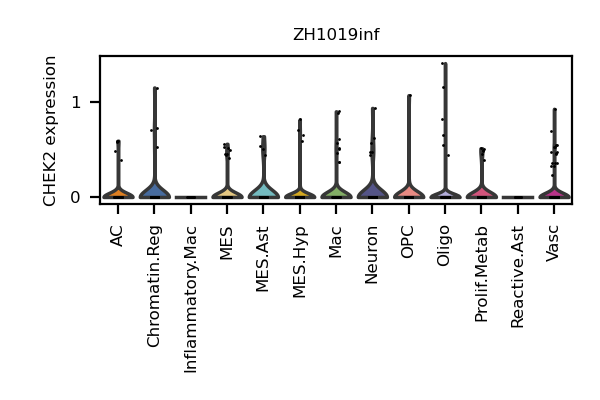 ZH1019inf
CHEK2 expression
1
0
AC
Chromatin.Reg
Inflammatory.Mac
MES
MES.Ast
MES.Hyp
Mac
Neuron
OPC
Oligo
Prolif.Metab
Reactive.Ast
Vasc